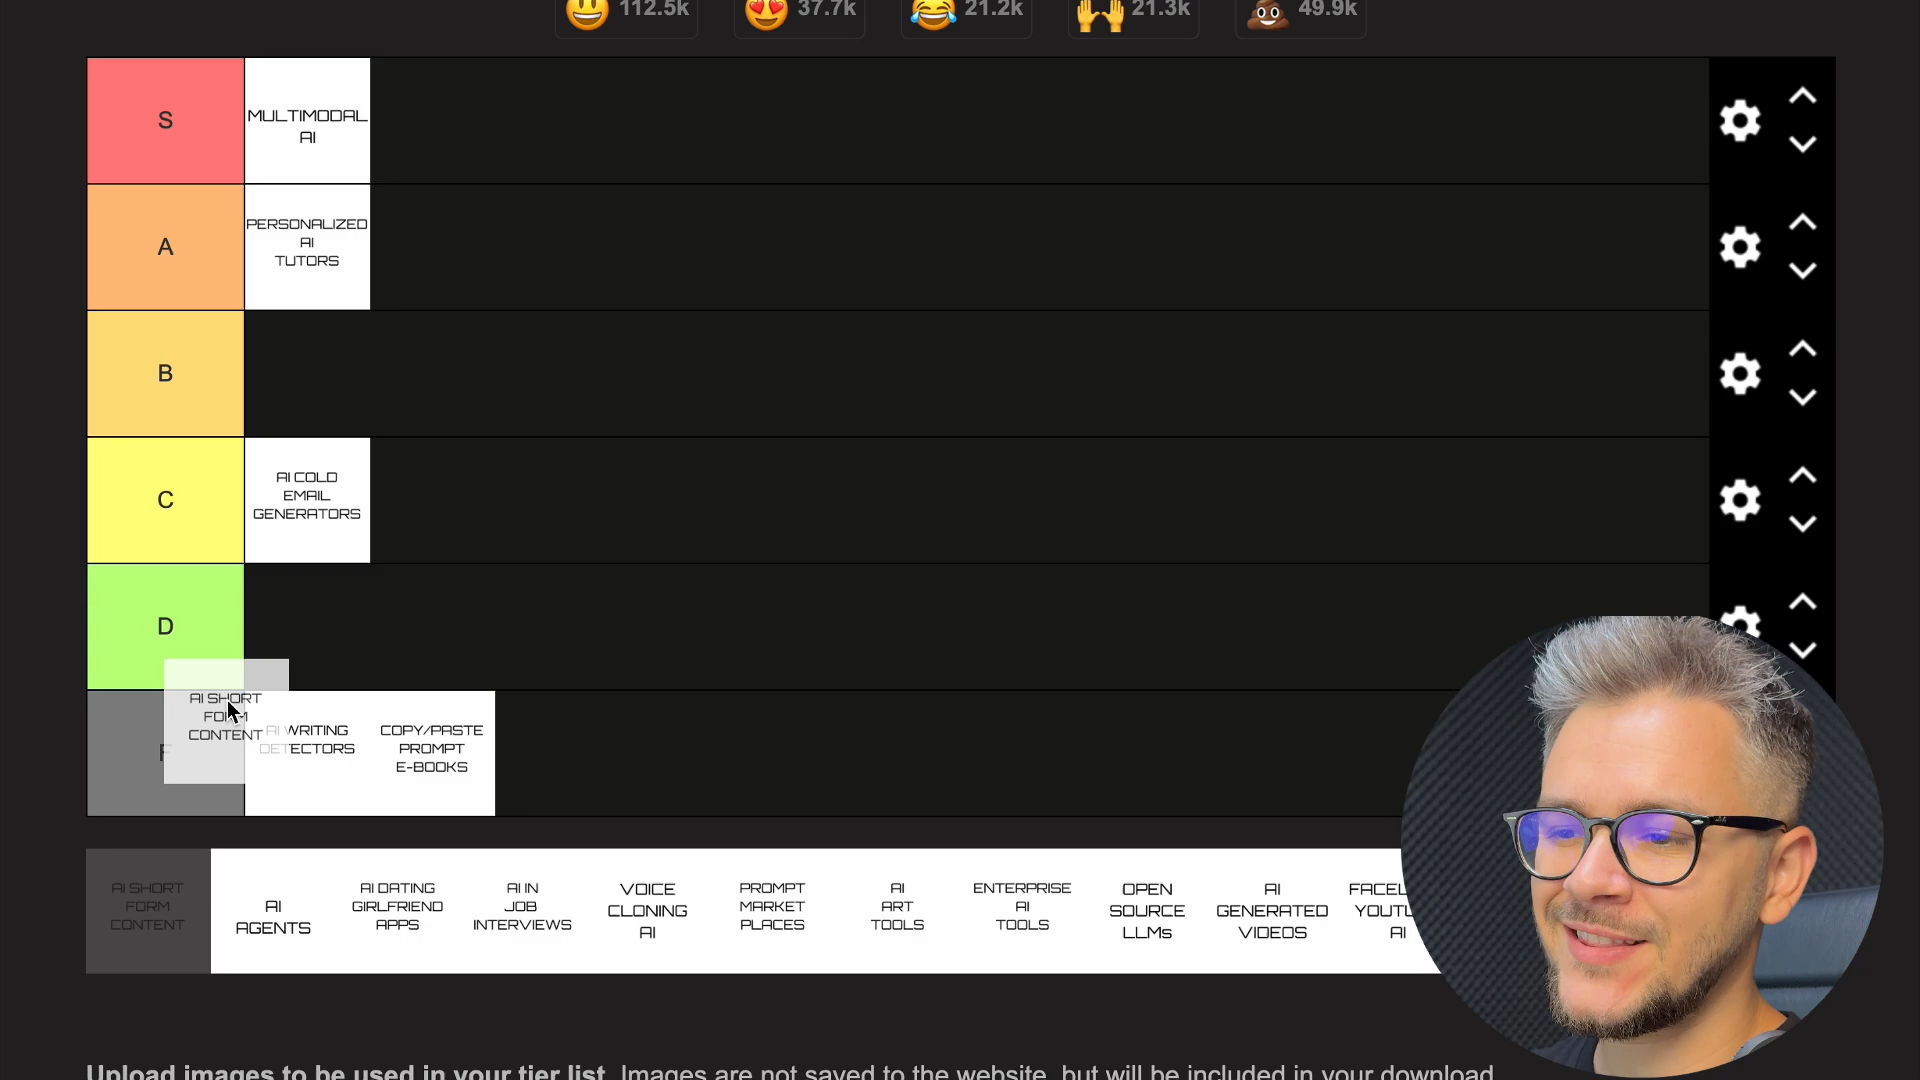 112.5k 37.7k 21.2k 21.3k 49.9k
S
MULTIMODAL
AI
A
PERSONALIZED
AI
TUTORS
B
C
AI COLD
EMAIL
GENERATORS
D
AI SHORT
FORM
CONTENT
F
AI WRITING
DETECTORS
COPY/PASTE
PROMPT
E-BOOKS
AI SHORT
FORM
CONTENT
AI
AGENTS
AI DATING
GIRLFRIEND
APPS
AI IN
JOB
INTERVIEWS
VOICE
CLONING
AI
PROMPT
MARKET
PLACES
AI
ART
TOOLS
ENTERPRISE
AI
TOOLS
OPEN
SOURCE
LLMs
AI
GENERATED
VIDEOS
AI
Upload images to be used in your tier list. Images are not saved to the website, but will be included in your download